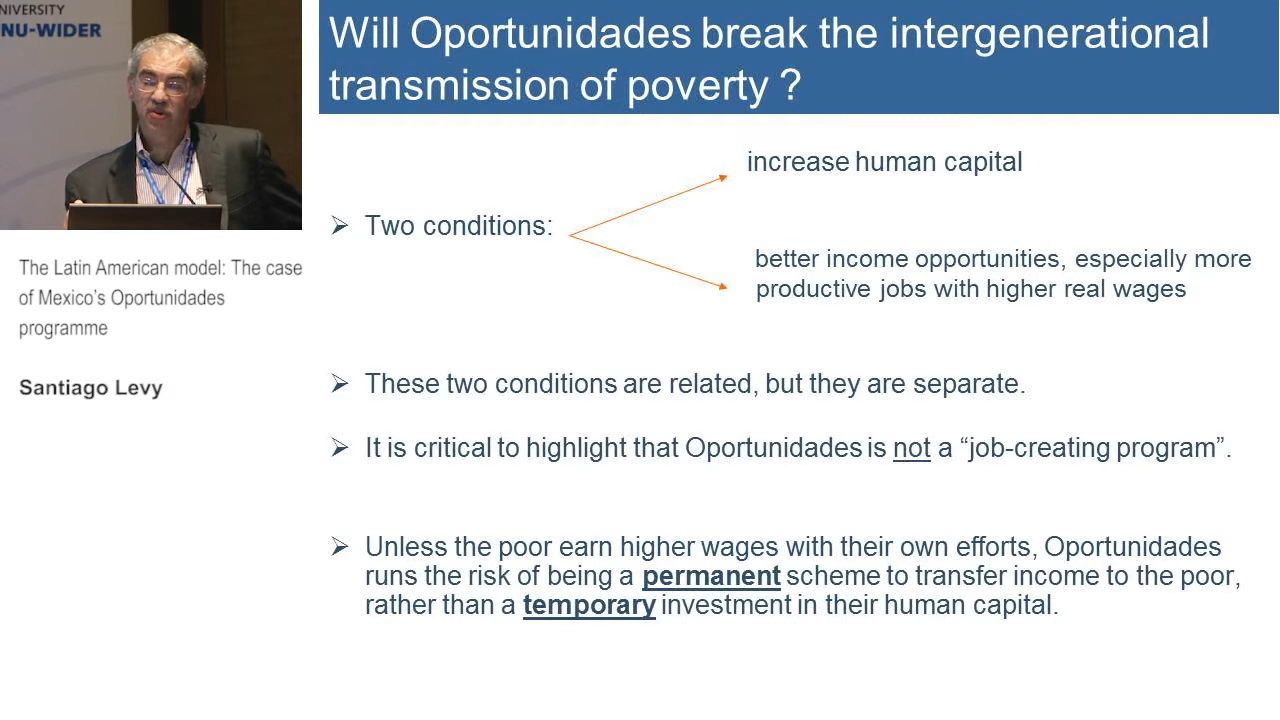 NIVERSITY
NU-WIDER
The Latin American model: The case
of Mexico's Oportunidades
programme
Santiago Levy
Will Oportunidades break the intergenerational
transmission of poverty ?
➢ Two conditions:
increase human capital
better income opportunities, especially more
productive jobs with higher real wages
➢ These two conditions are related, but they are separate.
➢ It is critical to highlight that Oportunidades is not a “job-creating program”.
➢ Unless the poor earn higher wages with their own efforts, Oportunidades
runs the risk of being a permanent scheme to transfer income to the poor,
rather than a temporary investment in their human capital.